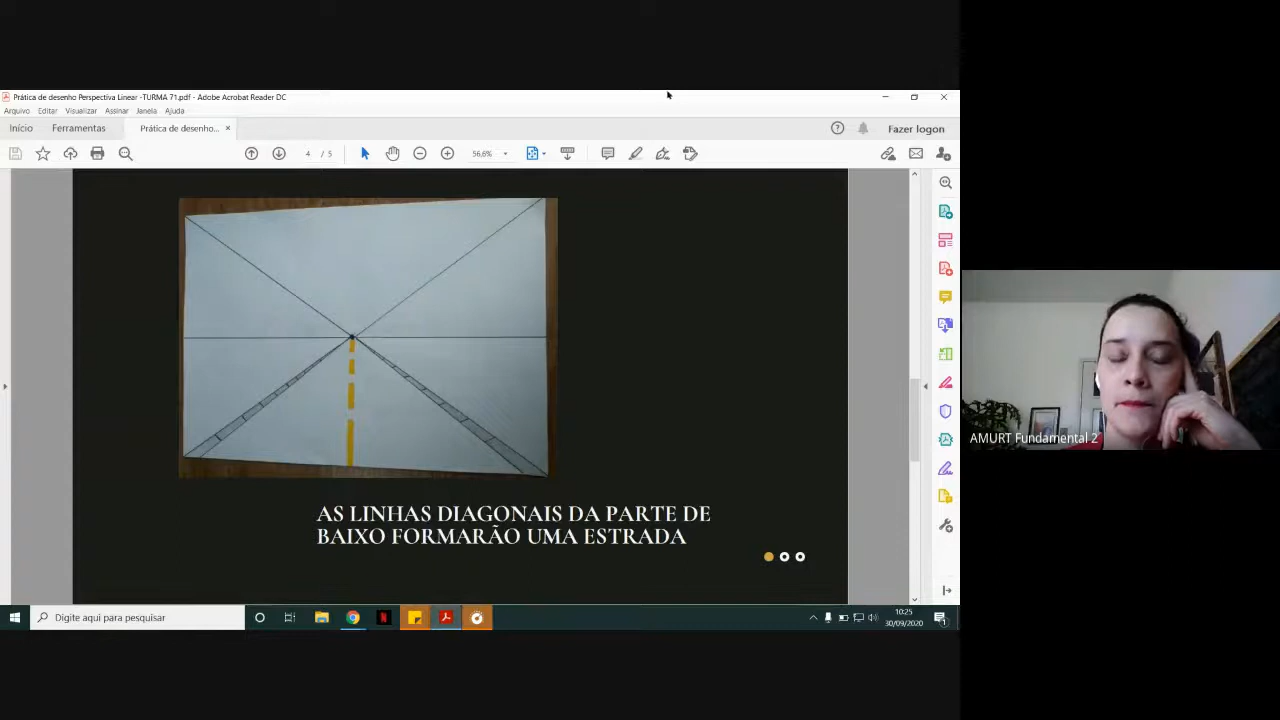 Prática de desenho Perspectiva Linear -TURMA 71.pdf - Adobe Acrobat Reader DC
Arquivo Editar Visualizar Assinar Janela Ajuda
Início Ferramentas Prática de desenho... × Fazer logon
4 / 5 56,6%
AS LINHAS DIAGONAIS DA PARTE DE
BAIXO FORMARÃO UMA ESTRADA
AMURT Fundamental 2
Digite aqui para pesquisar
10:25
30/09/2020